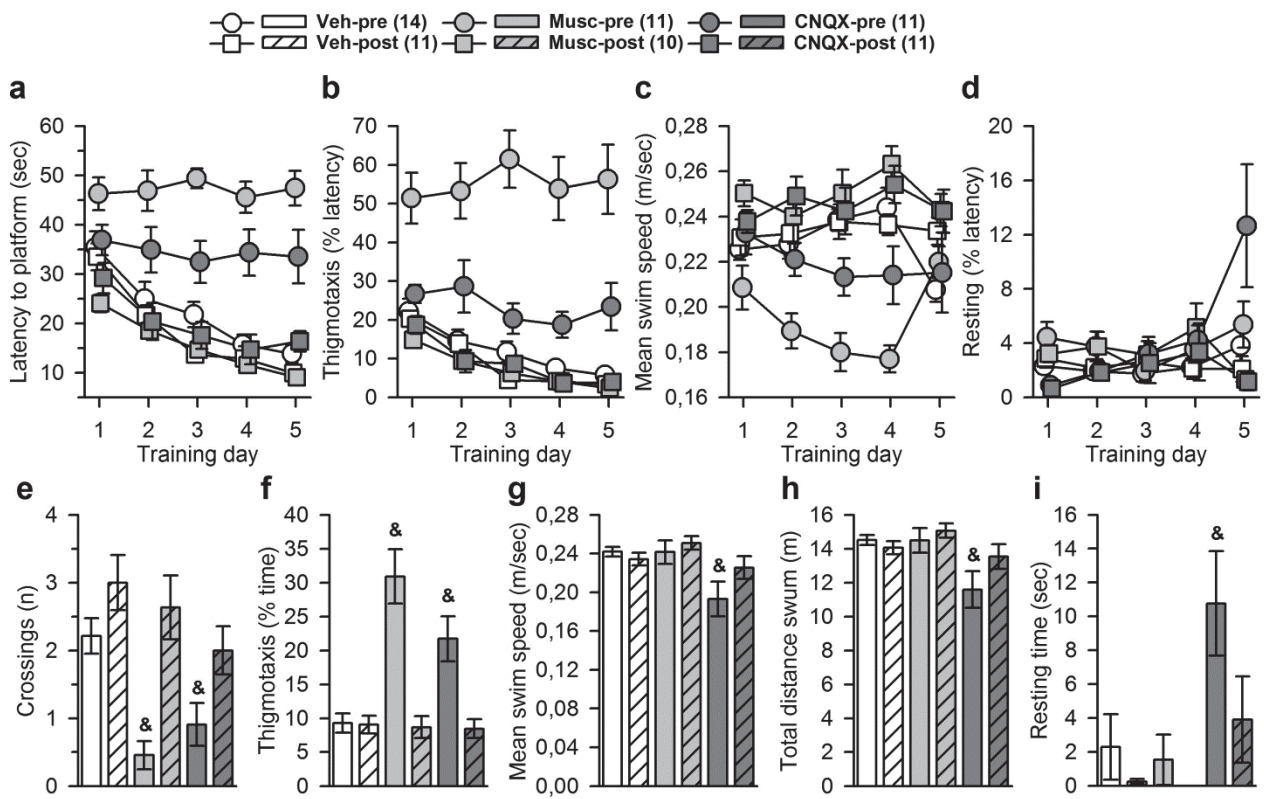 Veh-pre (14) Musc-pre (11) CNQX-pre (11)
Veh-post (11) Musc-post (10) CNQX-post (11)
a
Latency to platform (sec)
60
50
40
30
20
10
1 2 3 4 5
Training day
b
Thigmotaxis (% latency)
70
60
50
40
30
20
10
0
1 2 3 4 5
Training day
c
Mean swim speed (m/sec)
0,28
0,26
0,24
0,22
0,20
0,18
0,16
1 2 3 4 5
Training day
d
Resting (% latency)
20
16
12
8
4
0
1 2 3 4 5
Training day
e
Crossings (n)
4
3
2
1
0
&
&
f
Thigmotaxis (% time)
40
35
30
25
20
15
10
5
0
&
&
g
Mean swim speed (m/sec)
0,28
0,24
0,20
0,16
0,12
0,08
0,04
0,00
&
h
Total distance swum (m)
16
14
12
10
8
6
4
2
0
&
i
Resting time (sec)
14
12
10
8
6
4
2
0
&